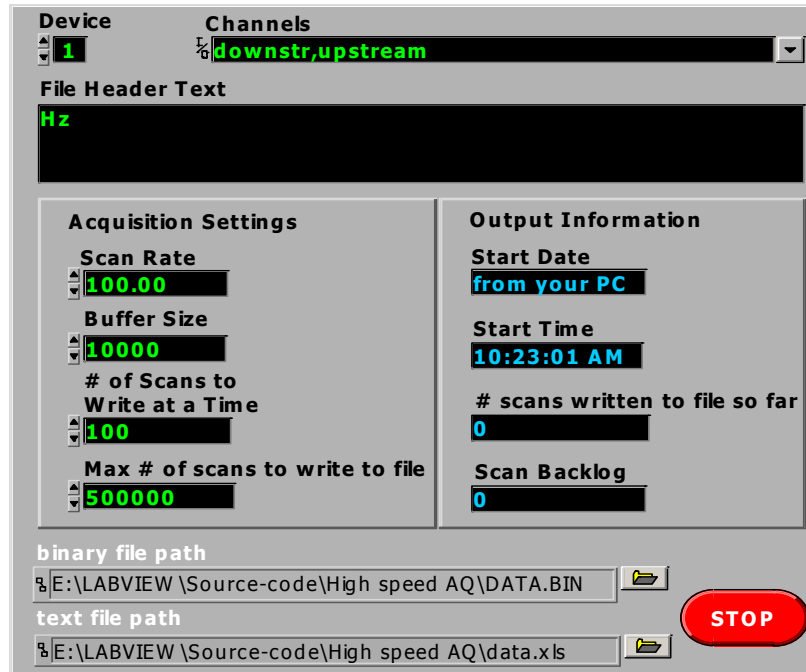 Device
Channels
1
downstr,upstream
File Header Text
Hz
Acquisition Settings
Scan Rate
100.00
Buffer Size
10000
# of Scans to
Write at a Time
100
Max # of scans to write to file
500000
Output Information
Start Date
from your PC
Start Time
10:23:01 AM
# scans written to file so far
0
Scan Backlog
0
binary file path
E:\LABVIEW\Source-code\High speed AQ\DATA.BIN
text file path
E:\LABVIEW\Source-code\High speed AQ\data.xls
STOP